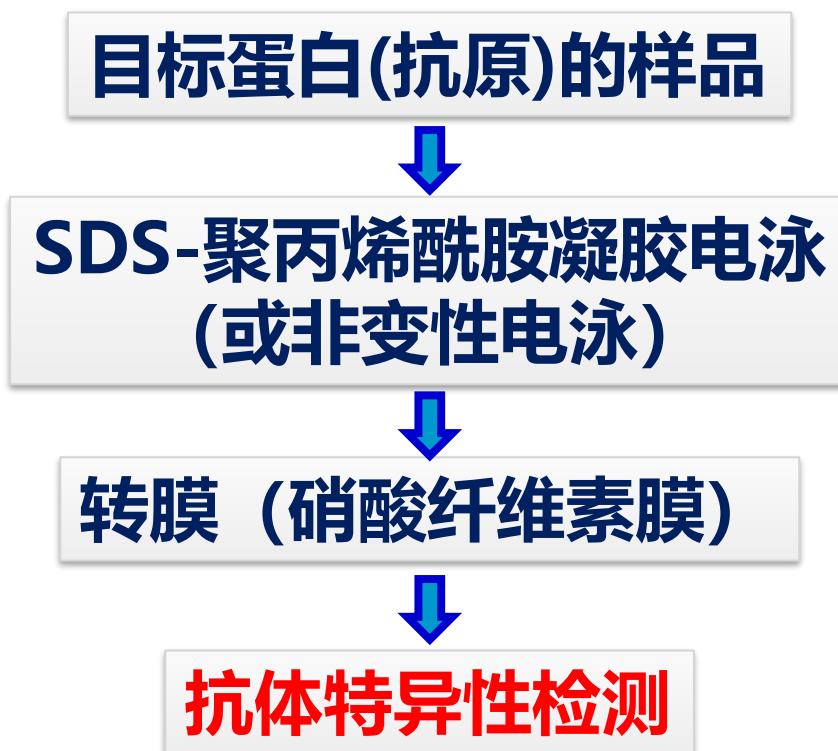 目标蛋白(抗原)的样品
SDS-聚丙烯酰胺凝胶电泳
（或非变性电泳）
转膜（硝酸纤维素膜）
抗体特异性检测